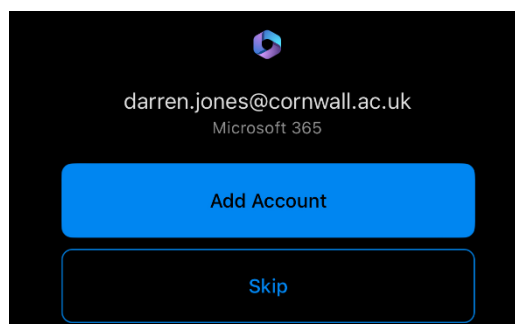 darren.jones@cornwall.ac.uk
Microsoft 365
Add Account
Skip